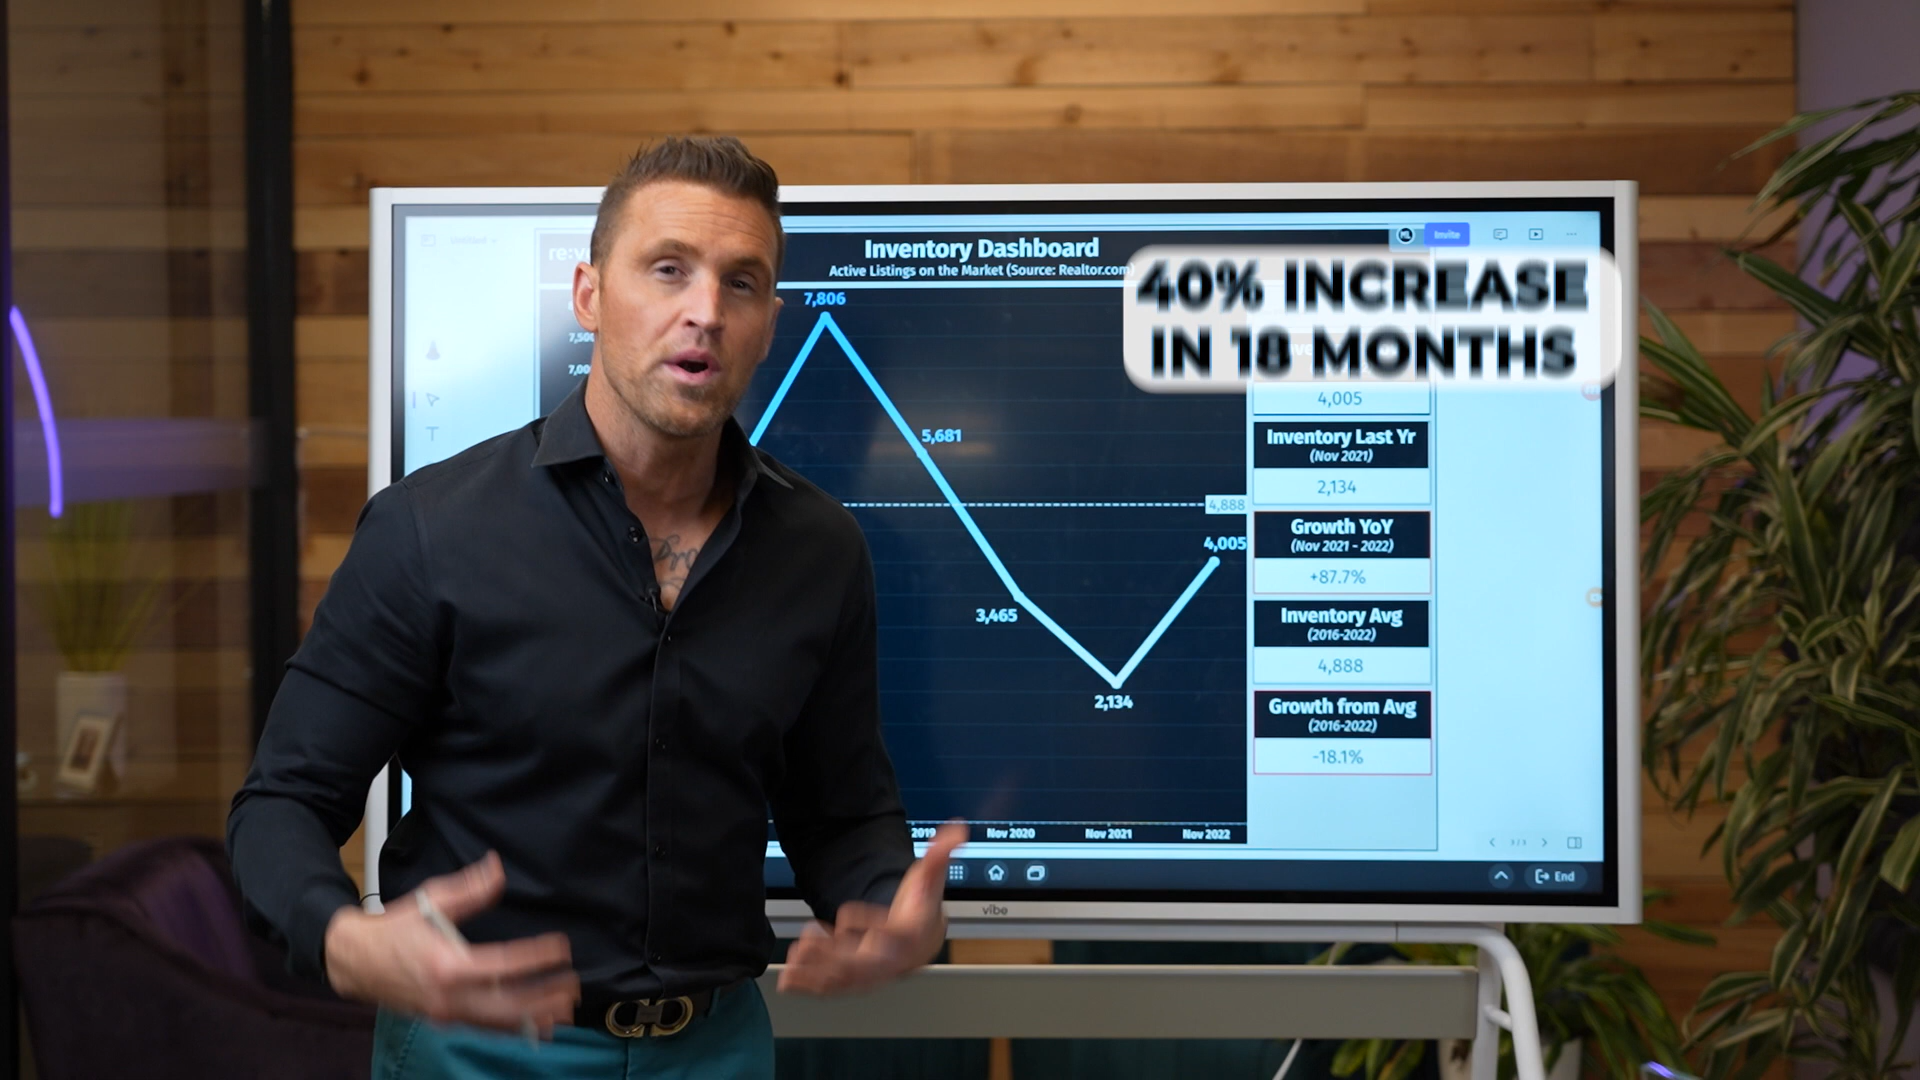 Inventory Dashboard
Active Listings on the Market (Source: Realtor.com)
Invite
40% INCREASE
IN 18 MONTHS
7,806
5,681
4,888
4,005
3,465
2,134
4,005
Inventory Last Yr
(Nov 2021)
2,134
Growth YoY
(Nov 2021 - 2022)
+87.7%
Inventory Avg
(2016-2022)
4,888
Growth from Avg
(2016-2022)
-18.1%
2019 Nov 2020 Nov 2021 Nov 2022
End
vibe